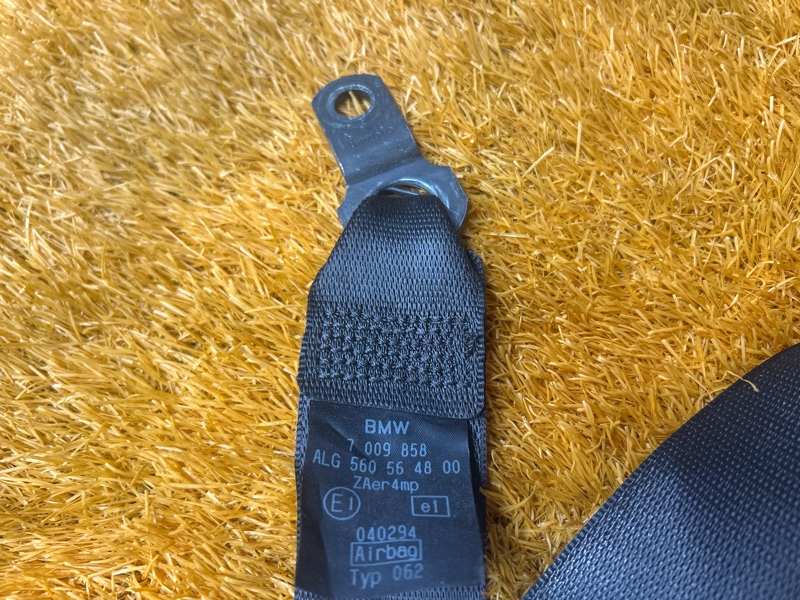 BMW
7 009 858
ALG 560 56 48 00
ZAer4mp
E1 e1
040294
Airbag
Typ 062